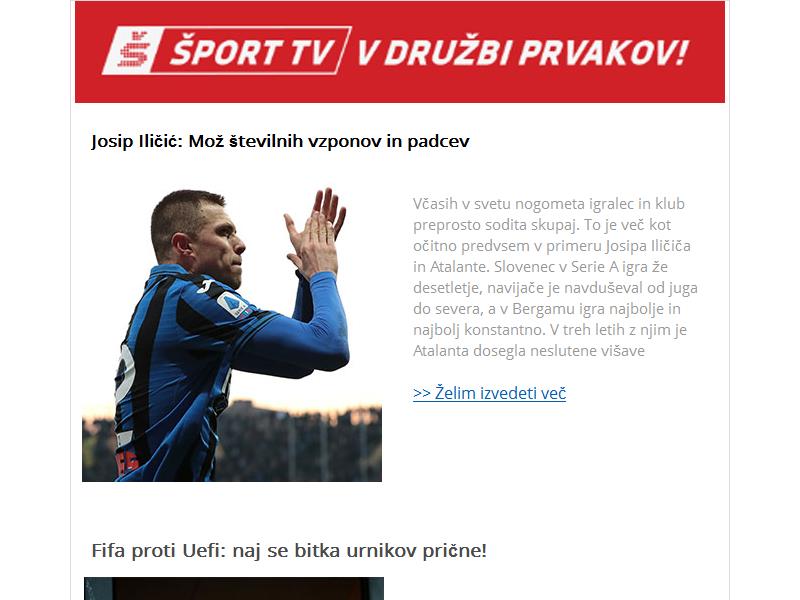 Š ŠPORT TV V DRUŽBI PRVAKOV!
Josip Iličić: Mož številnih vzponov in padcev
Včasih v svetu nogometa igralec in klub
preprosto sodita skupaj. To je več kot
očitno predvsem v primeru Josipa Iličiča
in Atalante. Slovenec v Serie A igra že
desetletje, navijače je navduševal od juga
do severa, a v Bergamu igra najbolje in
najbolj konstantno. V treh letih z njim je
Atalanta dosegla neslutene višave
>> Želim izvedeti več
Fifa proti Uefi: naj se bitka urnikov prične!